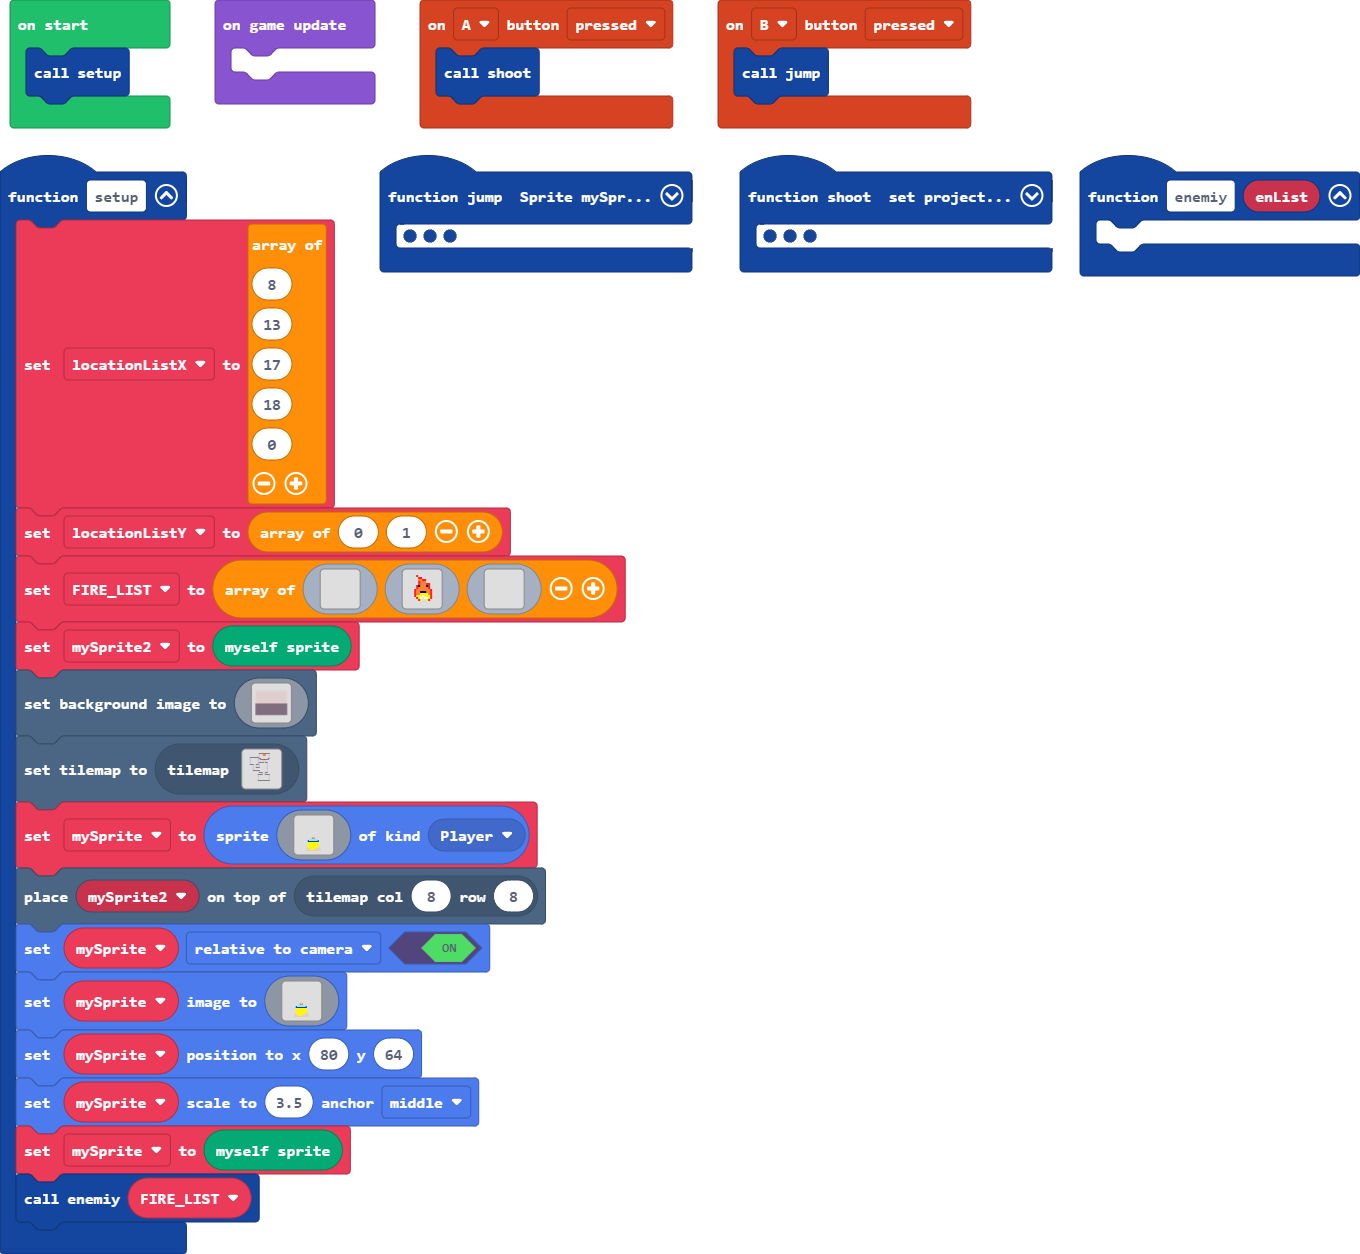 on start
call setup
on game update
on A button pressed
call shoot
on B button pressed
call jump
function setup
function jump Sprite mySpr...
function shoot set project...
function enemiy enList
array of
8
13
17
18
0
set locationListX to
set locationListY to array of 0 1
set FIRE_LIST to array of
set mySprite2 to myself sprite
set background image to
set tilemap to tilemap
set mySprite to sprite of kind Player
place mySprite2 on top of tilemap col 8 row 8
set mySprite relative to camera ON
set mySprite image to
set mySprite position to x 80 y 64
set mySprite scale to 3.5 anchor middle
set mySprite to myself sprite
call enemiy FIRE_LIST